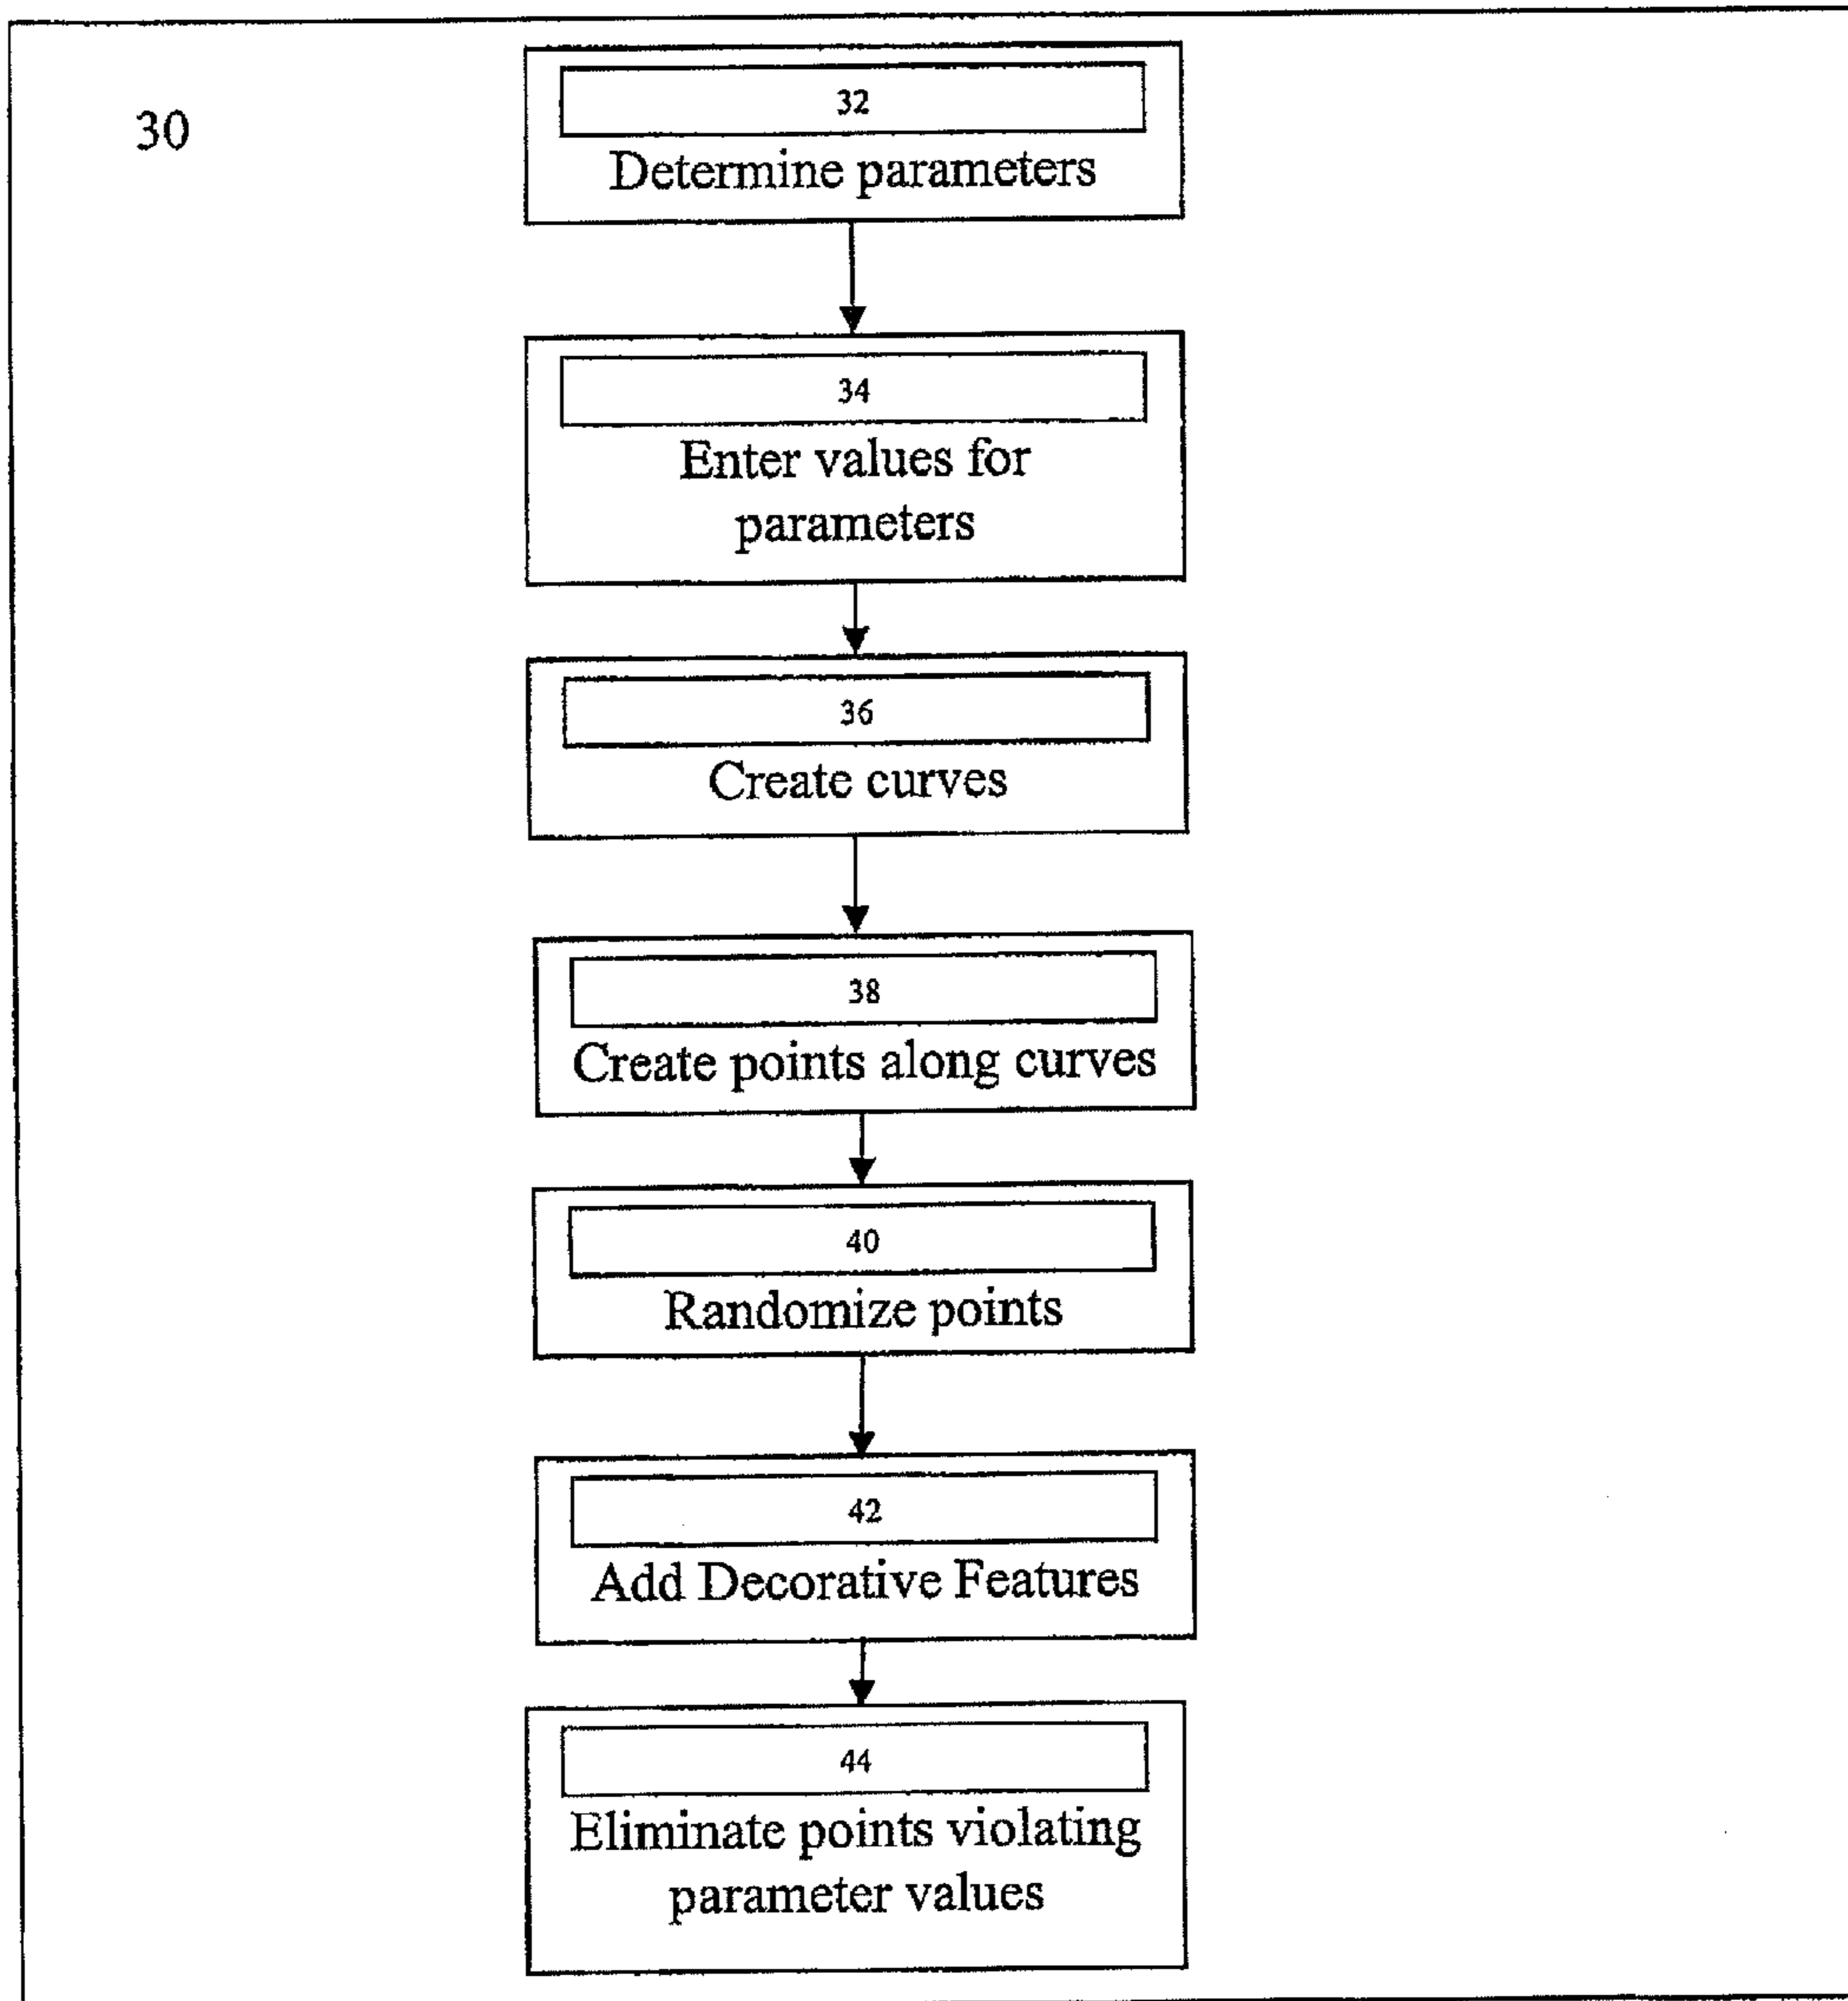 30
32
Determine parameters
34
Enter values for
parameters
36
Create curves
38
Create points along curves
40
Randomize points
42
Add Decorative Features
44
Eliminate points violating
parameter values